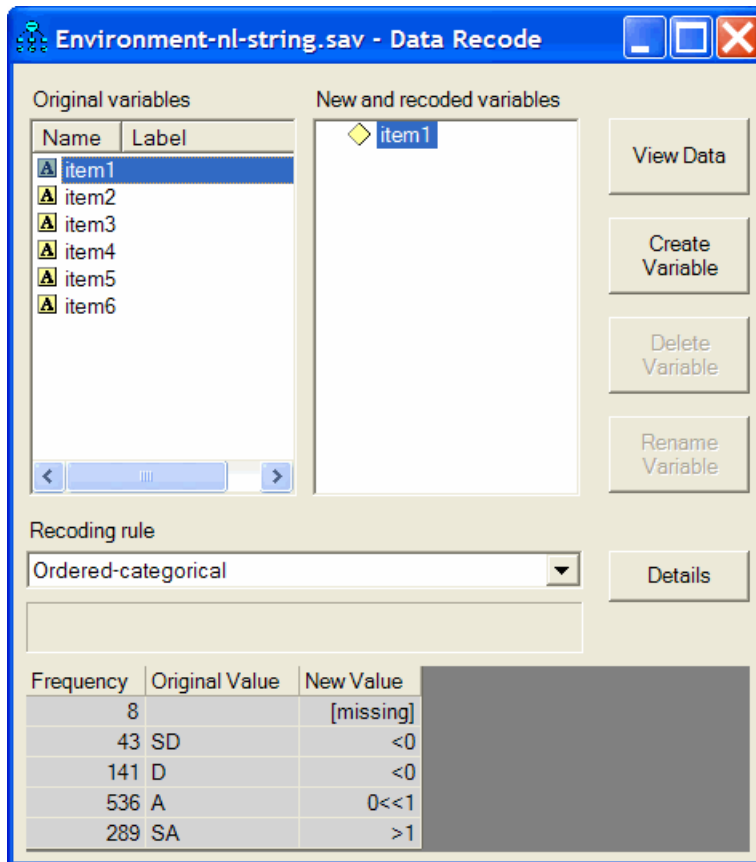 Environment-nl-string.sav - Data Recode
Original variables
New and recoded variables
Name Label
item1
item2
item3
item4
item5
item6
item1
View Data
Create
Variable
Delete
Variable
Rename
Variable
Recoding rule
Ordered-categorical
Details
Frequency Original Value New Value
8 [missing]
43 SD <0
141 D <0
536 A 0<<1
289 SA >1